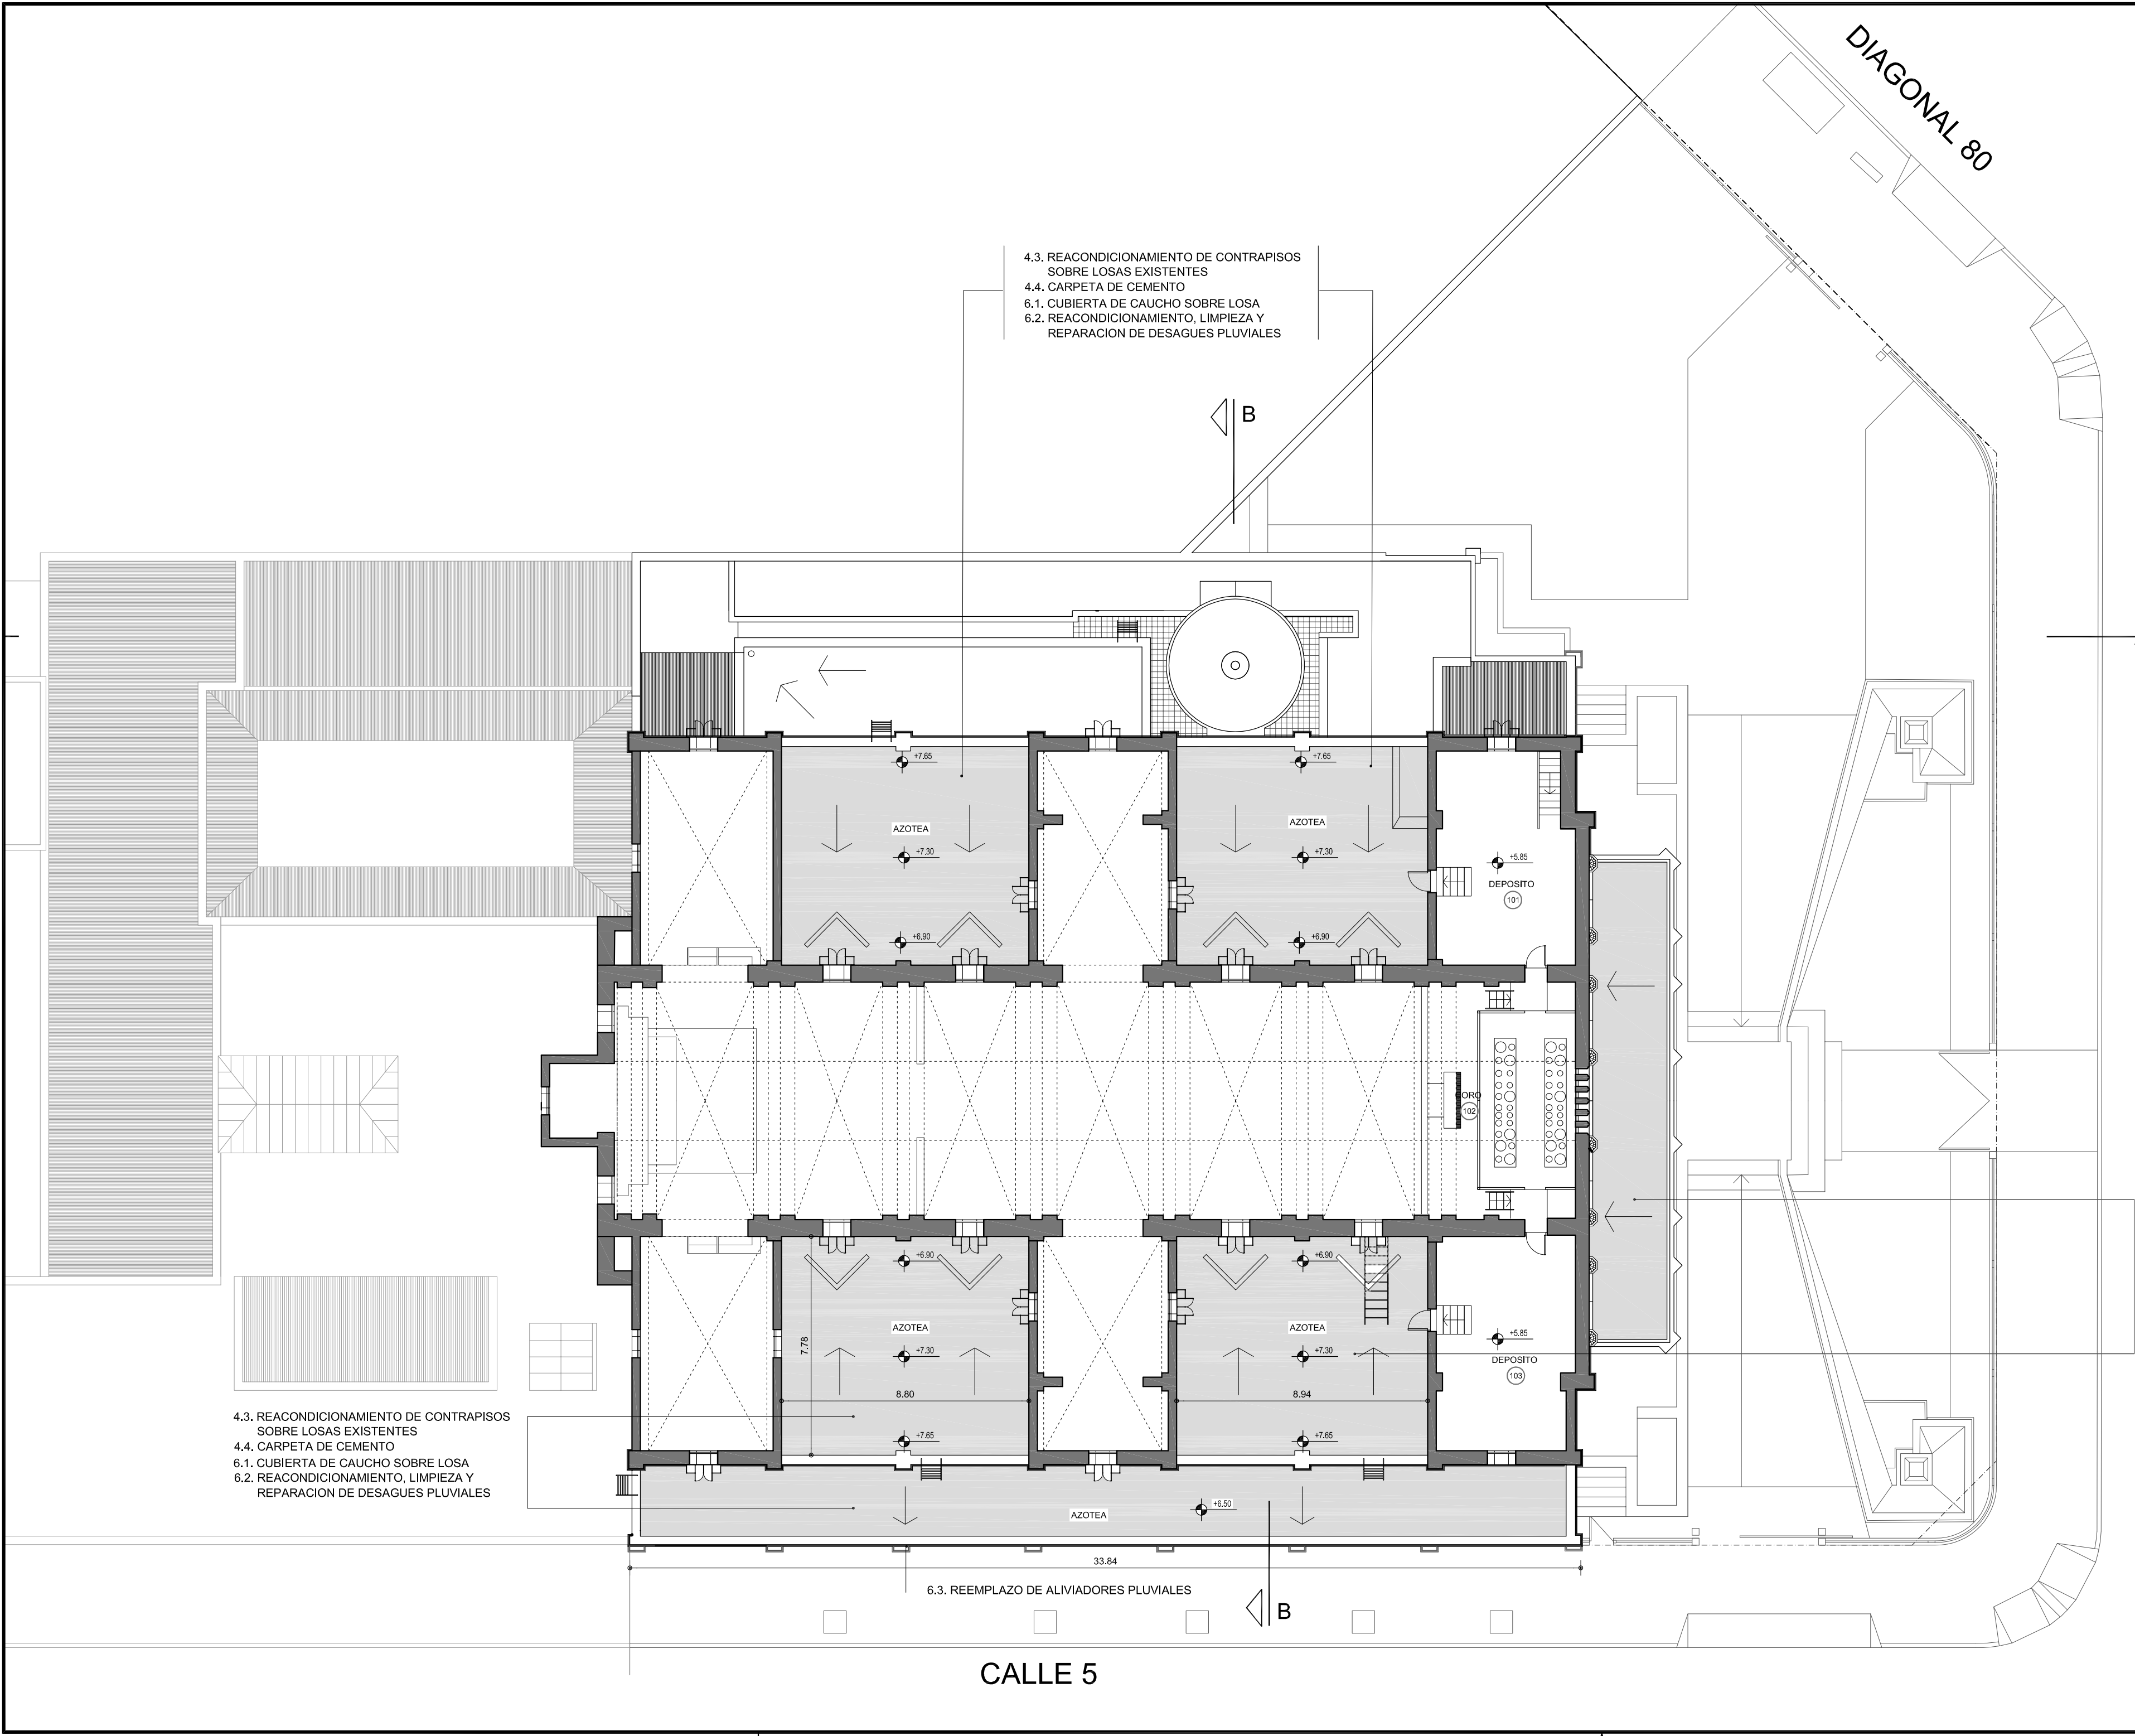 DIAGONAL 80
4.3. REACONDICIONAMIENTO DE CONTRAPISOS
SOBRE LOSAS EXISTENTES
4.4. CARPETA DE CEMENTO
6.1. CUBIERTA DE CAUCHO SOBRE LOSA
6.2. REACONDICIONAMIENTO, LIMPIEZA Y
REPARACION DE DESAGUES PLUVIALES
B
+7.65
+7.65
AZOTEA
AZOTEA
+7.30
+7.30
+5.85
DEPOSITO
101
+6.90
+6.90
CORO
102
+6.90
+6.90
AZOTEA
AZOTEA
7.78
+7.30
+7.30
+5.85
DEPOSITO
103
8.80
8.94
+7.65
+7.65
4.3. REACONDICIONAMIENTO DE CONTRAPISOS
SOBRE LOSAS EXISTENTES
4.4. CARPETA DE CEMENTO
6.1. CUBIERTA DE CAUCHO SOBRE LOSA
6.2. REACONDICIONAMIENTO, LIMPIEZA Y
REPARACION DE DESAGUES PLUVIALES
+6.50
AZOTEA
33.84
6.3. REEMPLAZO DE ALIVIADORES PLUVIALES
B
CALLE 5